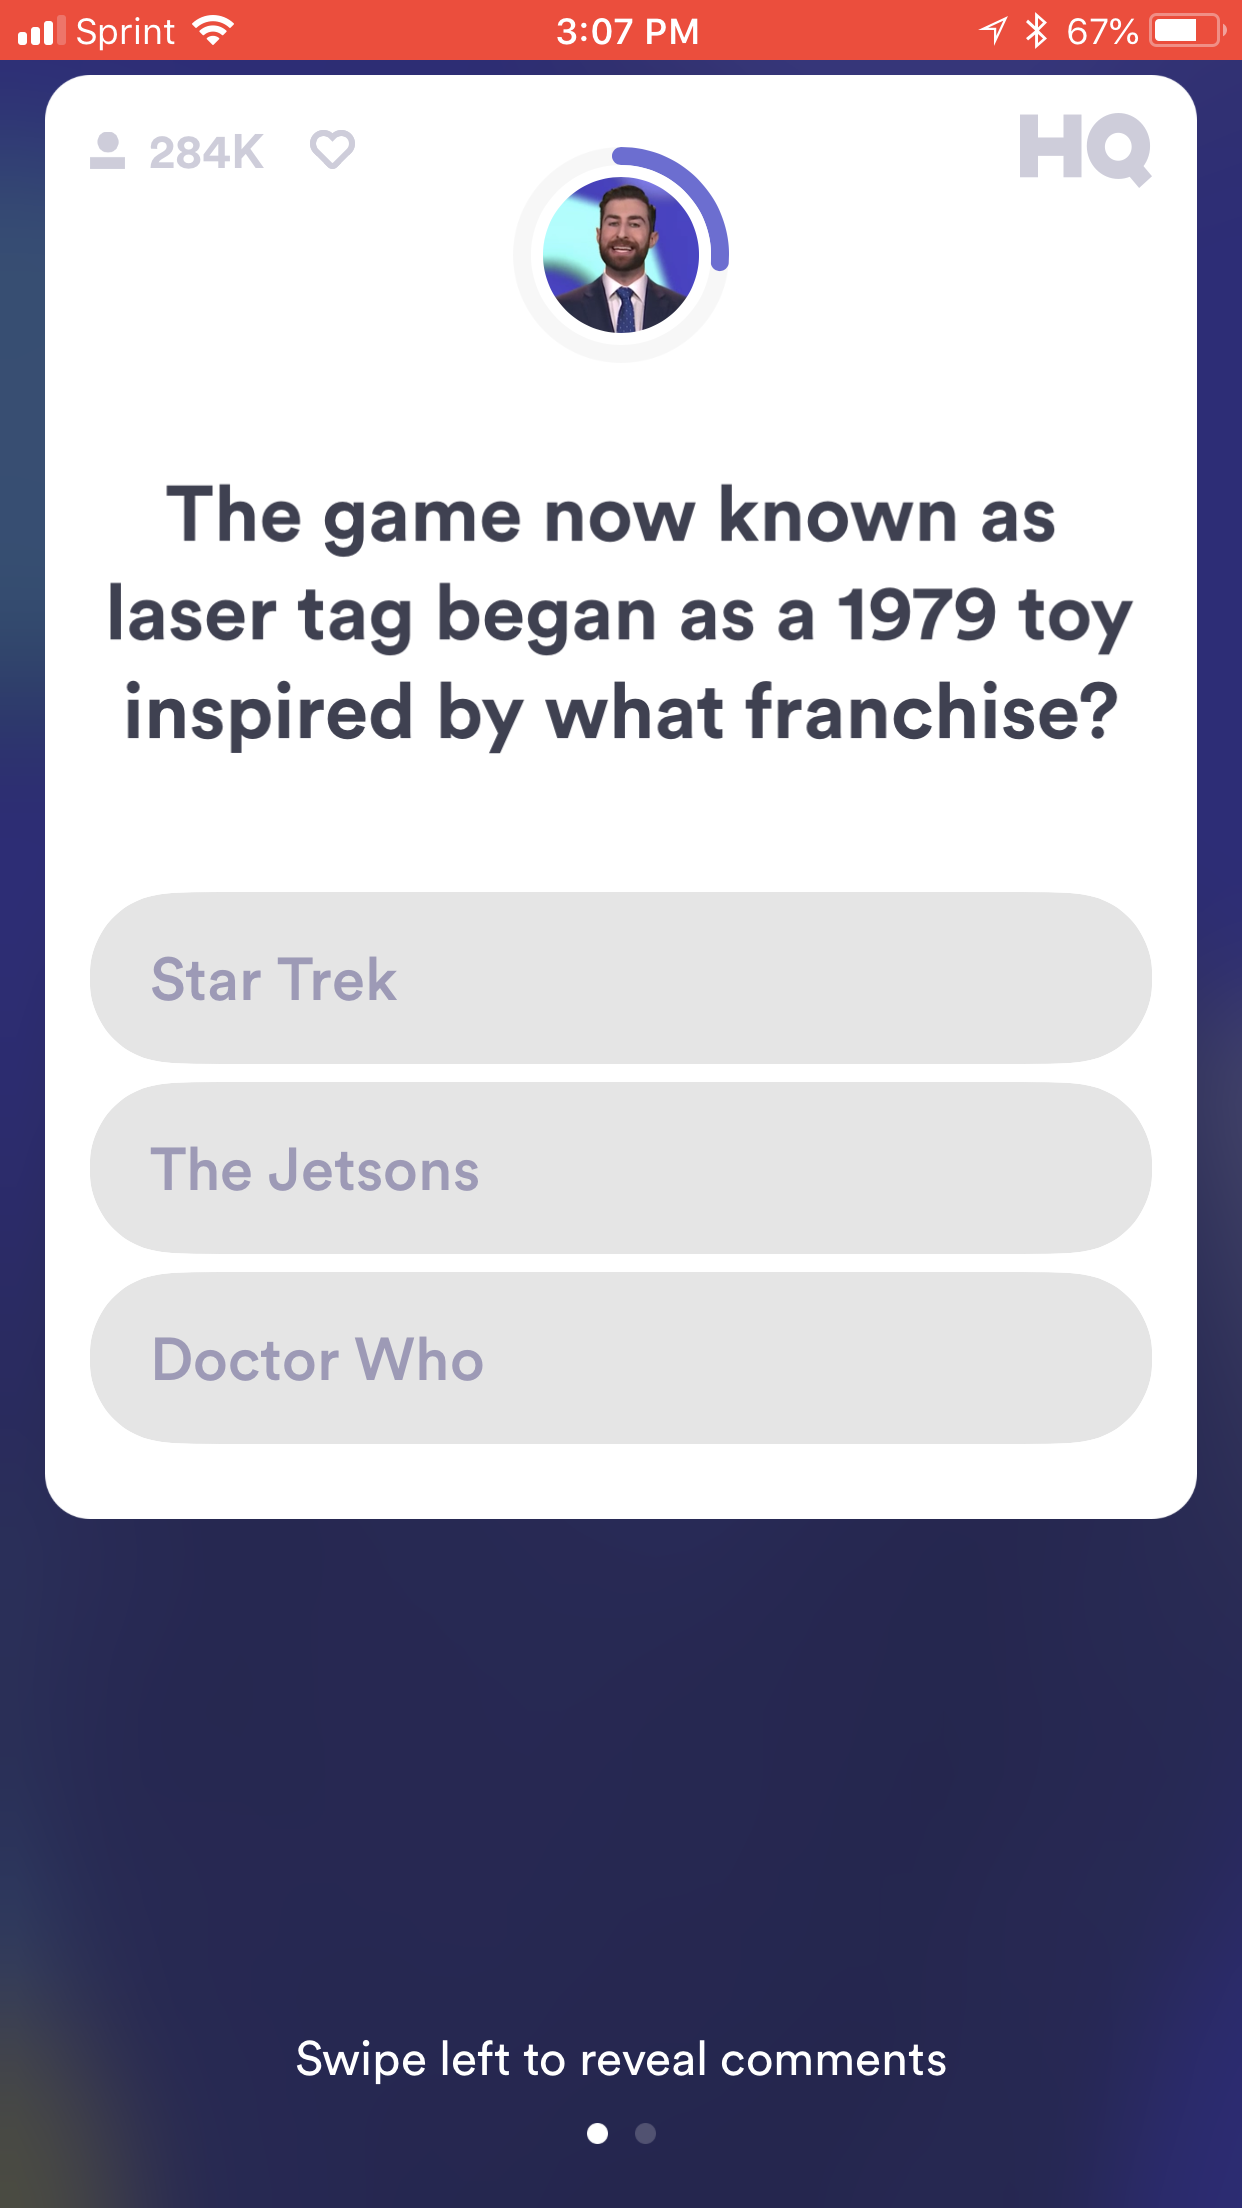 Sprint 3:07 PM 67%
284K HQ
The game now known as
laser tag began as a 1979 toy
inspired by what franchise?
Star Trek
The Jetsons
Doctor Who
Swipe left to reveal comments